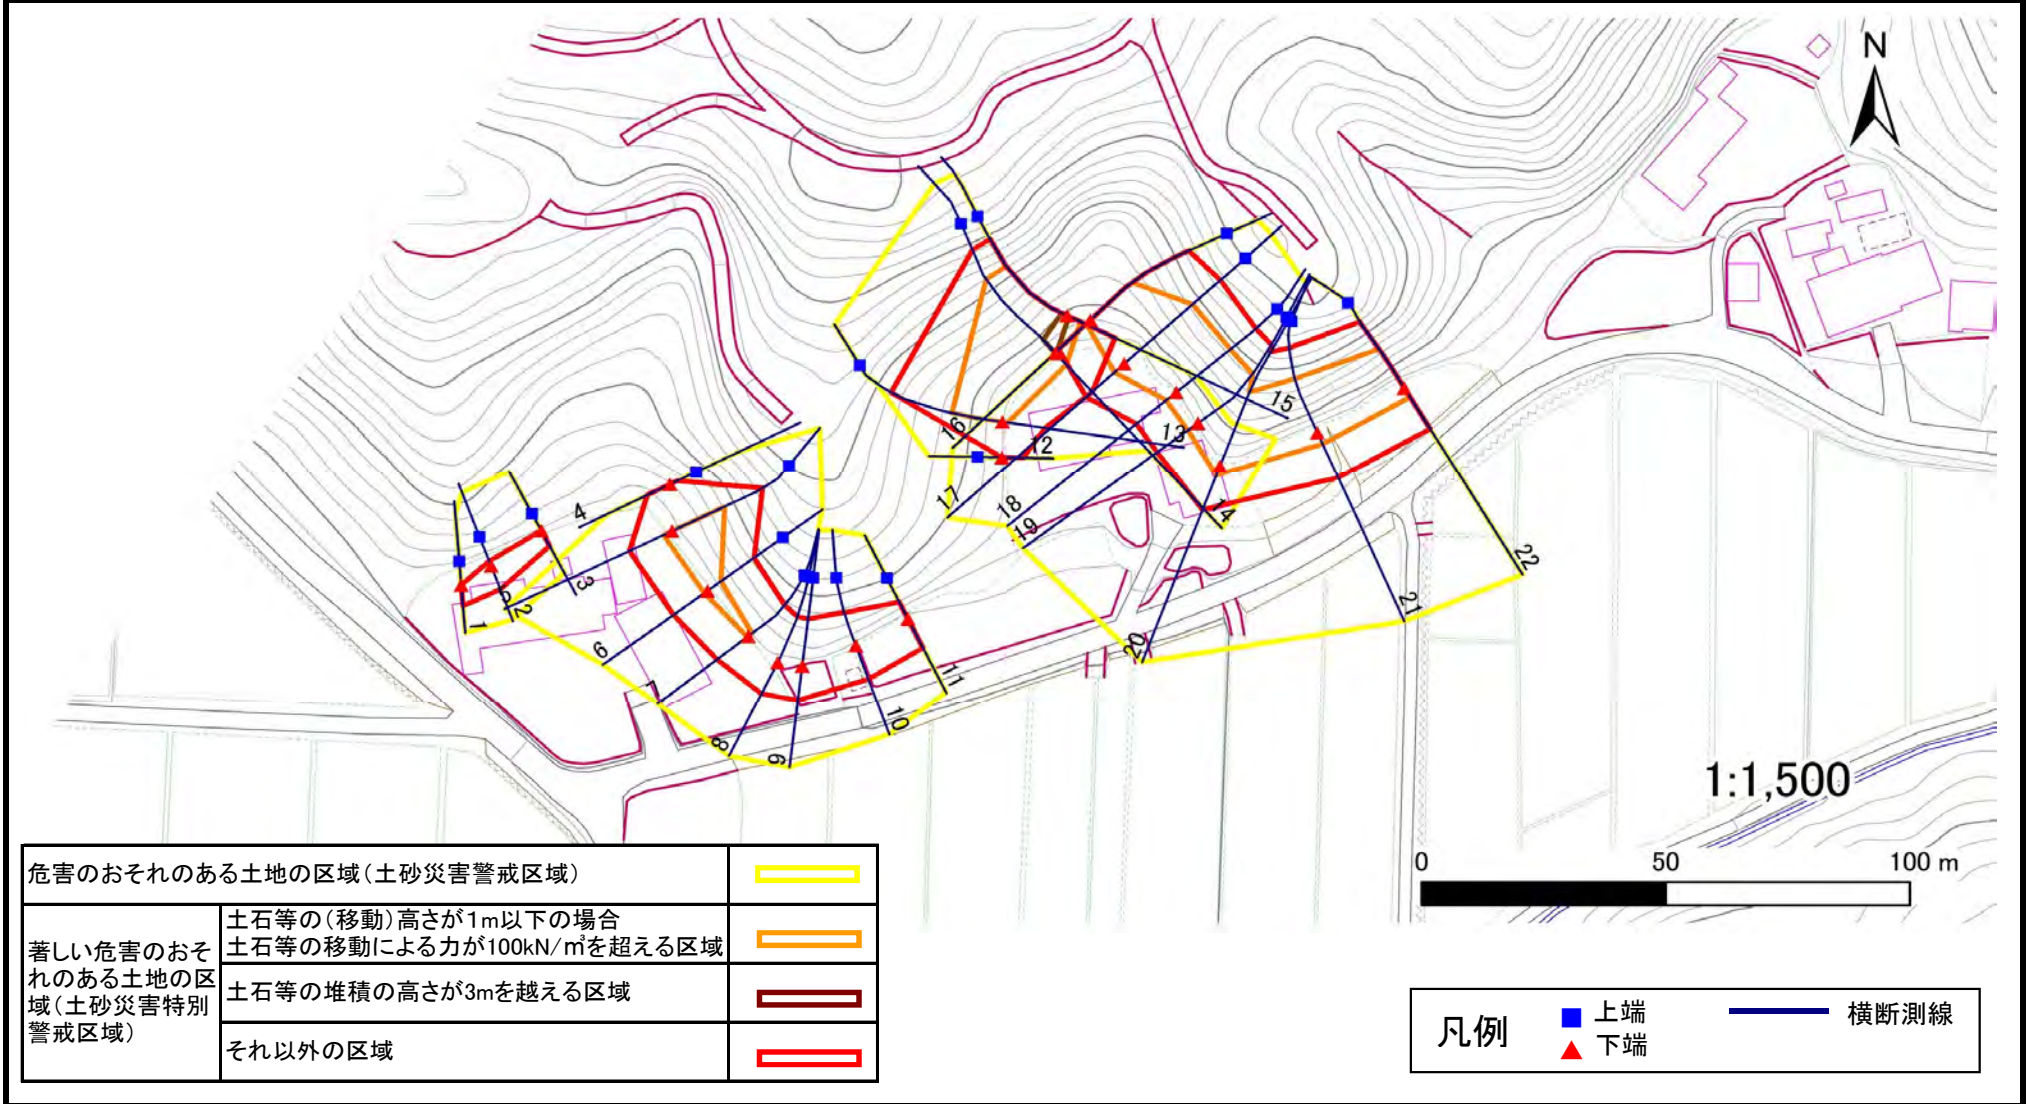 N
4
3
5
2
1
6
7
8
9
10
11
16
12
13
15
17
18
19
14
20
21
22
1:1,500
0 50 100 m
危害のおそれのある土地の区域(土砂災害警戒区域)
著しい危害のおそ
れのある土地の区
域(土砂災害特別
警戒区域)
土石等の(移動)高さが1m以下の場合
土石等の移動による力が100kN/㎡を超える区域
土石等の堆積の高さが3mを越える区域
それ以外の区域
凡例
上端
下端
横断測線